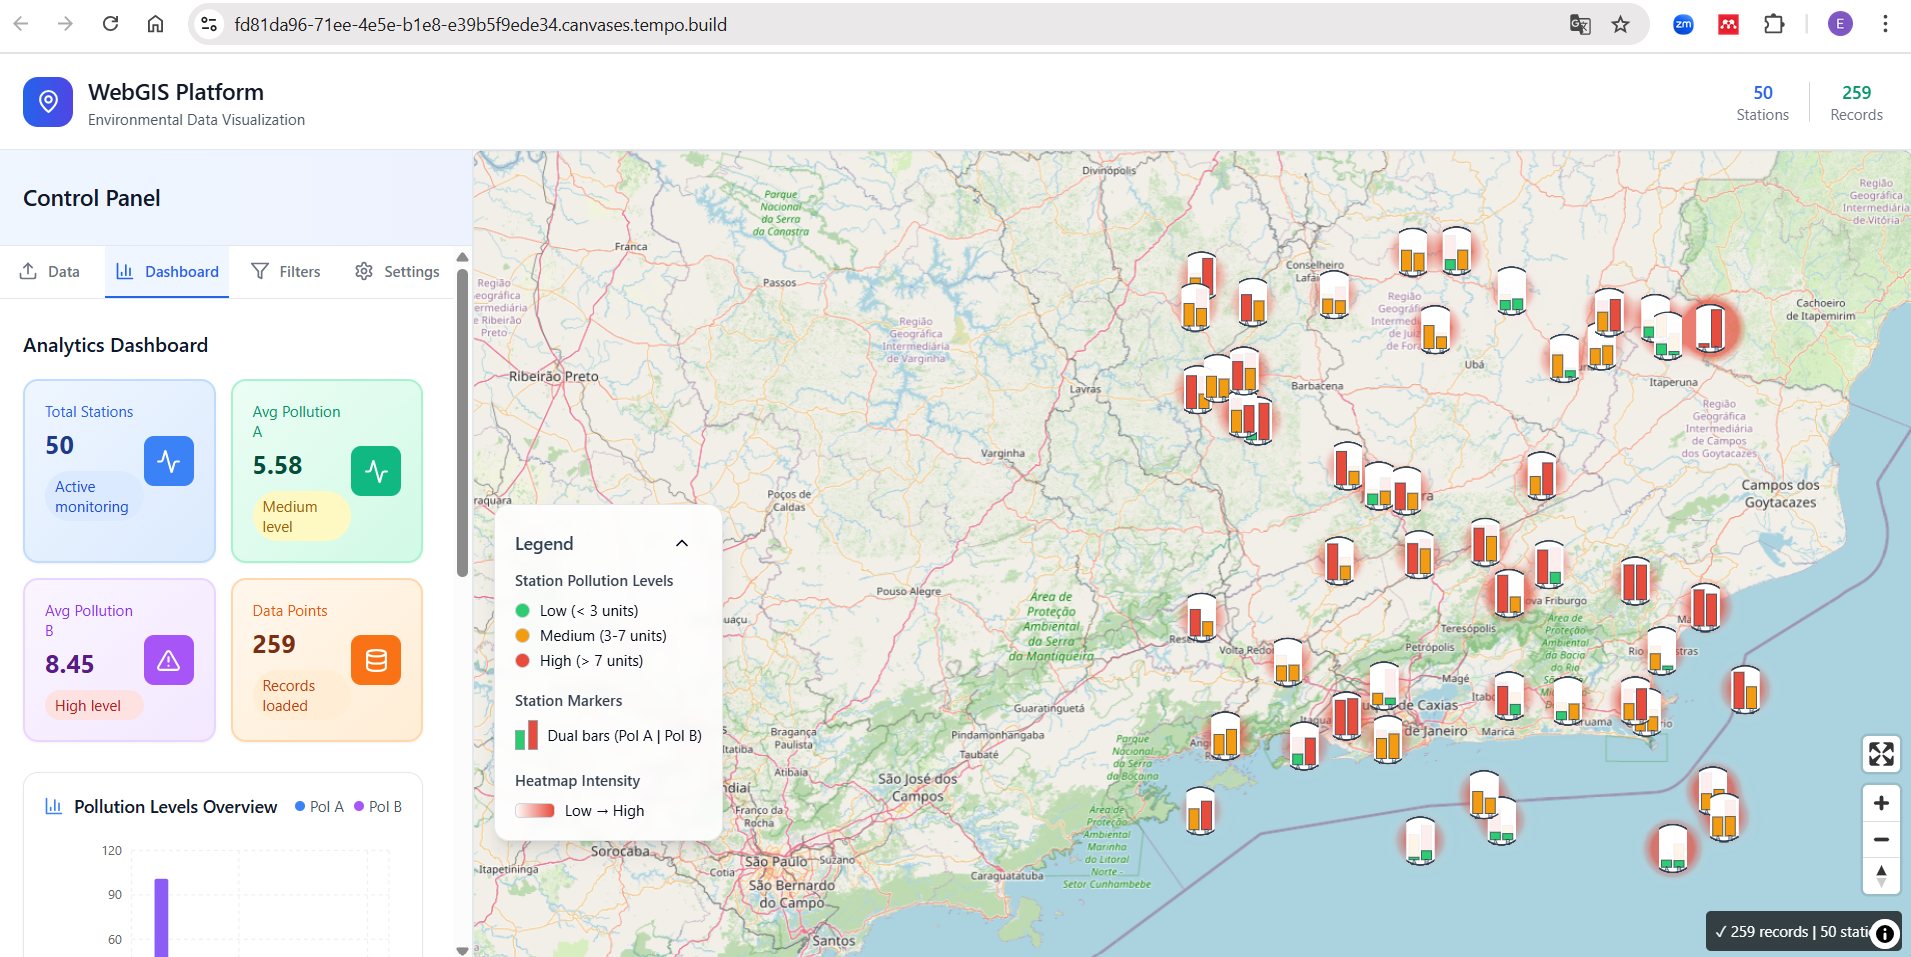 fd81da96-71ee-4e5e-b1e8-e39b5f9ede34.canvases.tempo.build
zm
E
WebGIS Platform
Environmental Data Visualization
50
Stations
259
Records
Control Panel
Data
Dashboard
Filters
Settings
Analytics Dashboard
Total Stations
50
Active
monitoring
Avg Pollution
A
5.58
Medium
level
Avg Pollution
B
8.45
High level
Data Points
259
Records
loaded
Pollution Levels Overview
Pol A
Pol B
120
90
60
Legend
Station Pollution Levels
Low (< 3 units)
Medium (3-7 units)
High (> 7 units)
Station Markers
Dual bars (Pol A | Pol B)
Heatmap Intensity
Low → High
Divinópolis
Parque
Nacional
da Serra
da Canastra
Franca
Passos
Região
Geográfica
Intermediária
de Varginha
Ribeirão Preto
Lavras
Varginha
Poços de
Caldas
Pouso Alegre
Área de
Proteção
Ambiental
da Serra
da Mantiqueira
Guaratinguetá
Pindamonhangaba
Taubaté
Bragança
Paulista
Atibaia
São José dos
Campos
Franco da
Rocha
Sorocaba
Itapetininga
São Paulo
Suzano
Cotia
São Bernardo
do Campo
Santos
Caraguatatuba
Parque
Nacional
da Serra
da Bocaina
Área de
Proteção
Ambiental
Marinha
do Litoral
Norte -
Setor Cunhambebe
Conselheiro
Barbacena
Ubá
Itaperuna
Cachoeiro
de Itapemirim
Região
Geográfica
Intermediária
de Vitória
Região
Geográfica
Intermediária
de Campos
dos Goytacazes
Campos dos
Goytacazes
Teresópolis
Petrópolis
Magé
Maricá
Área de
Proteção
Ambiental
da Bacia
do Rio
✓ 259 records | 50 stati